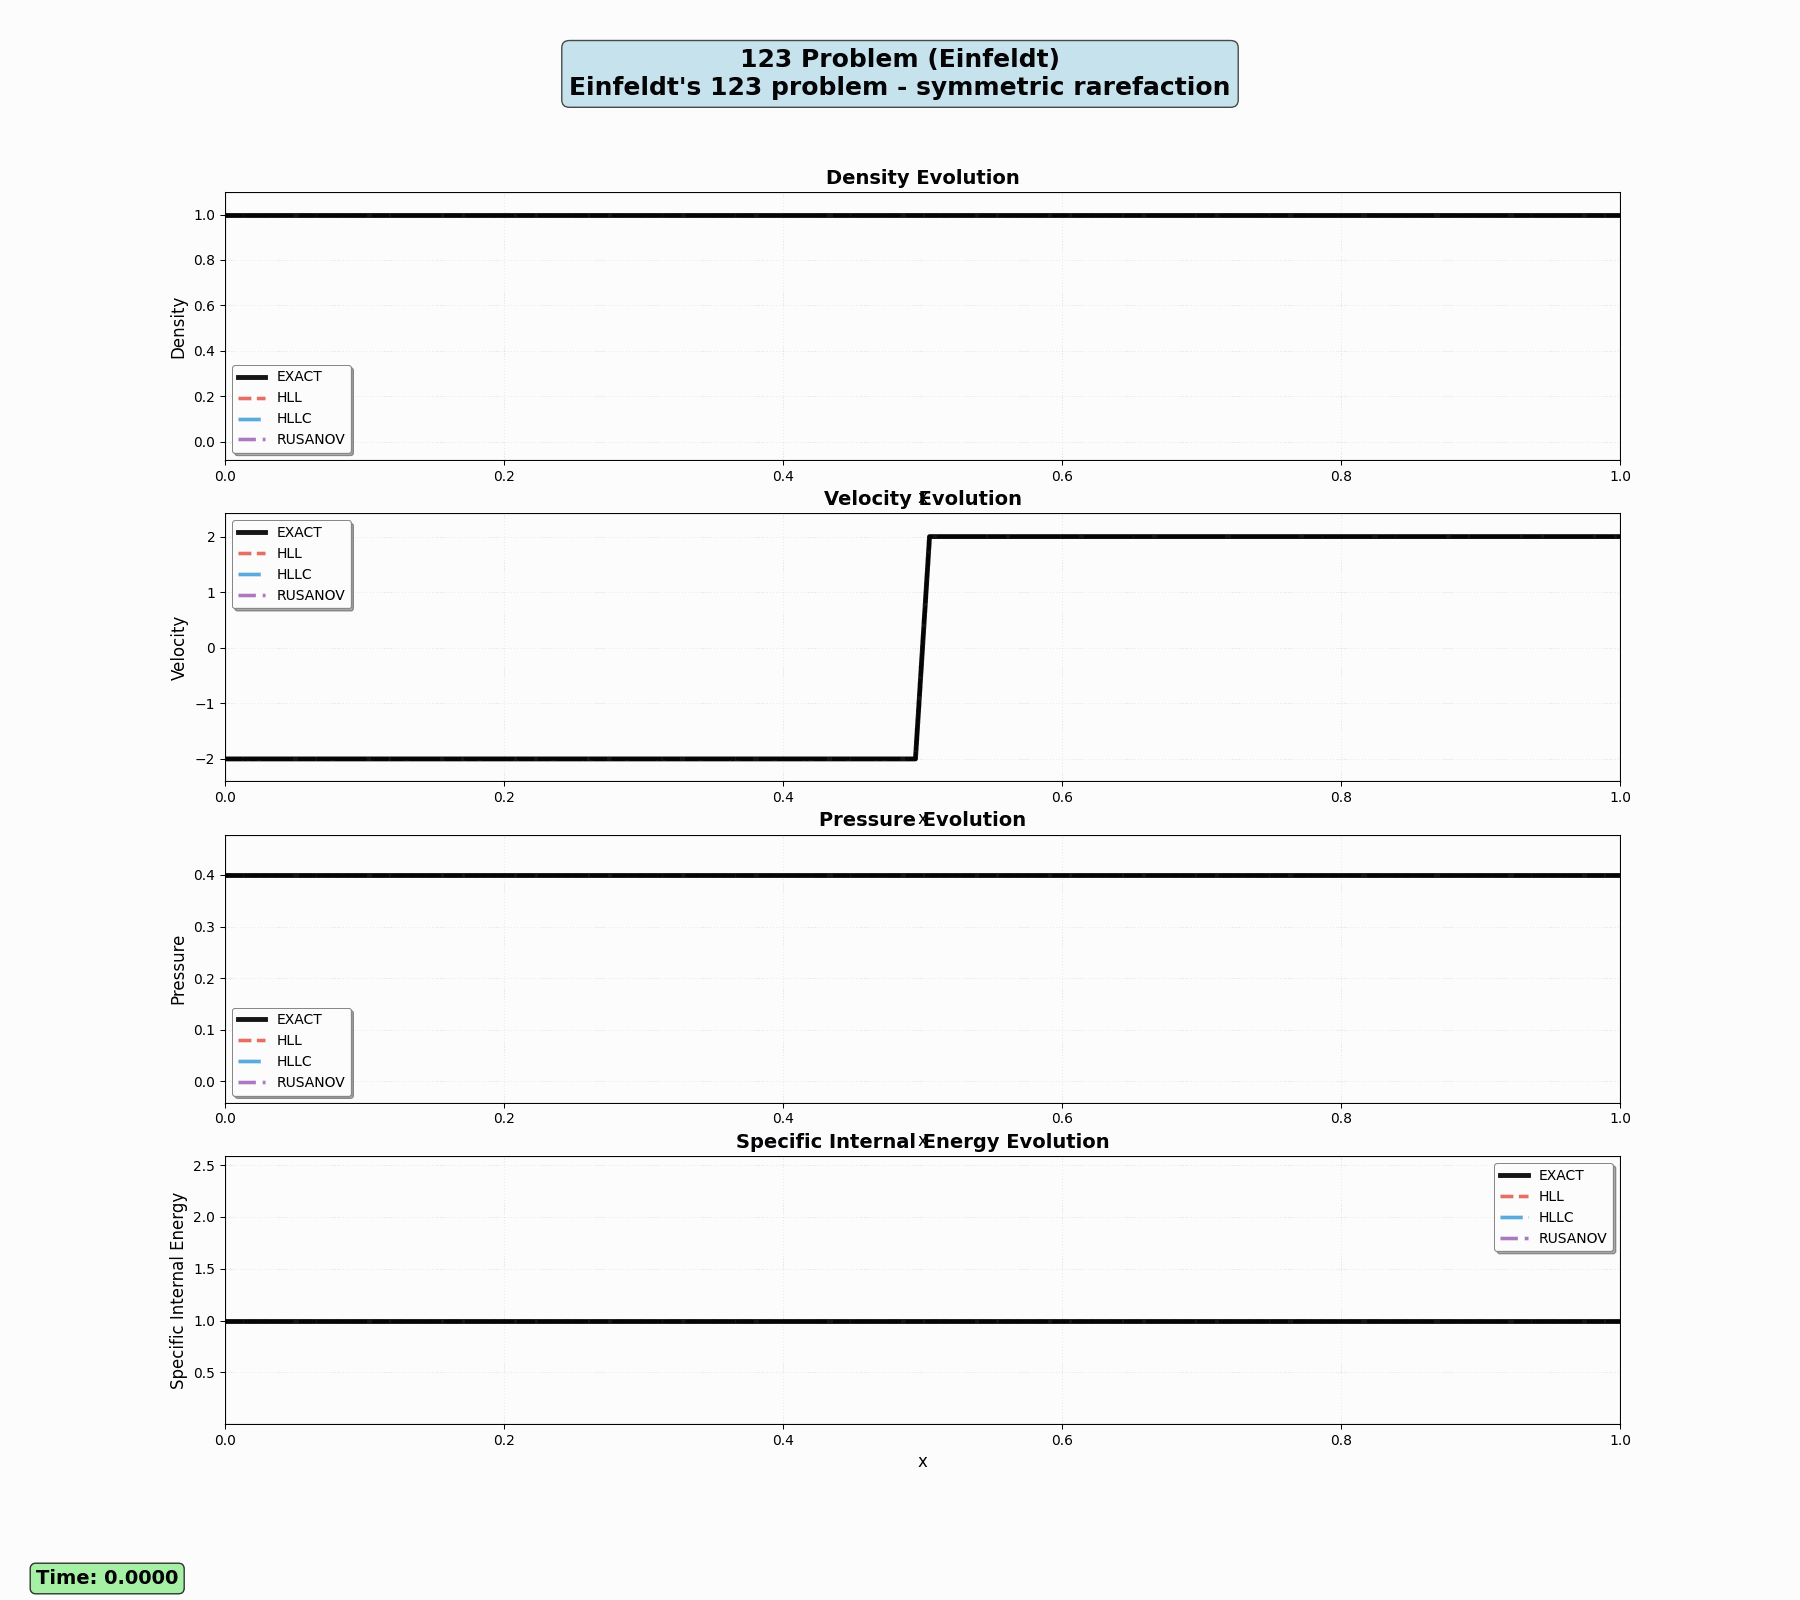 123 Problem (Einfeldt)
Einfeldt's 123 problem - symmetric rarefaction
Density Evolution
Density
1.0
0.8
0.6
0.4
0.2
0.0
EXACT
HLL
HLLC
RUSANOV
0.0 0.2 0.4 0.6 0.8 1.0
x
Velocity Evolution
Velocity
2
1
0
−1
−2
EXACT
HLL
HLLC
RUSANOV
0.0 0.2 0.4 0.6 0.8 1.0
x
Pressure Evolution
Pressure
0.4
0.3
0.2
0.1
0.0
EXACT
HLL
HLLC
RUSANOV
0.0 0.2 0.4 0.6 0.8 1.0
x
Specific Internal Energy Evolution
Specific Internal Energy
2.5
2.0
1.5
1.0
0.5
EXACT
HLL
HLLC
RUSANOV
0.0 0.2 0.4 0.6 0.8 1.0
x
Time: 0.0000